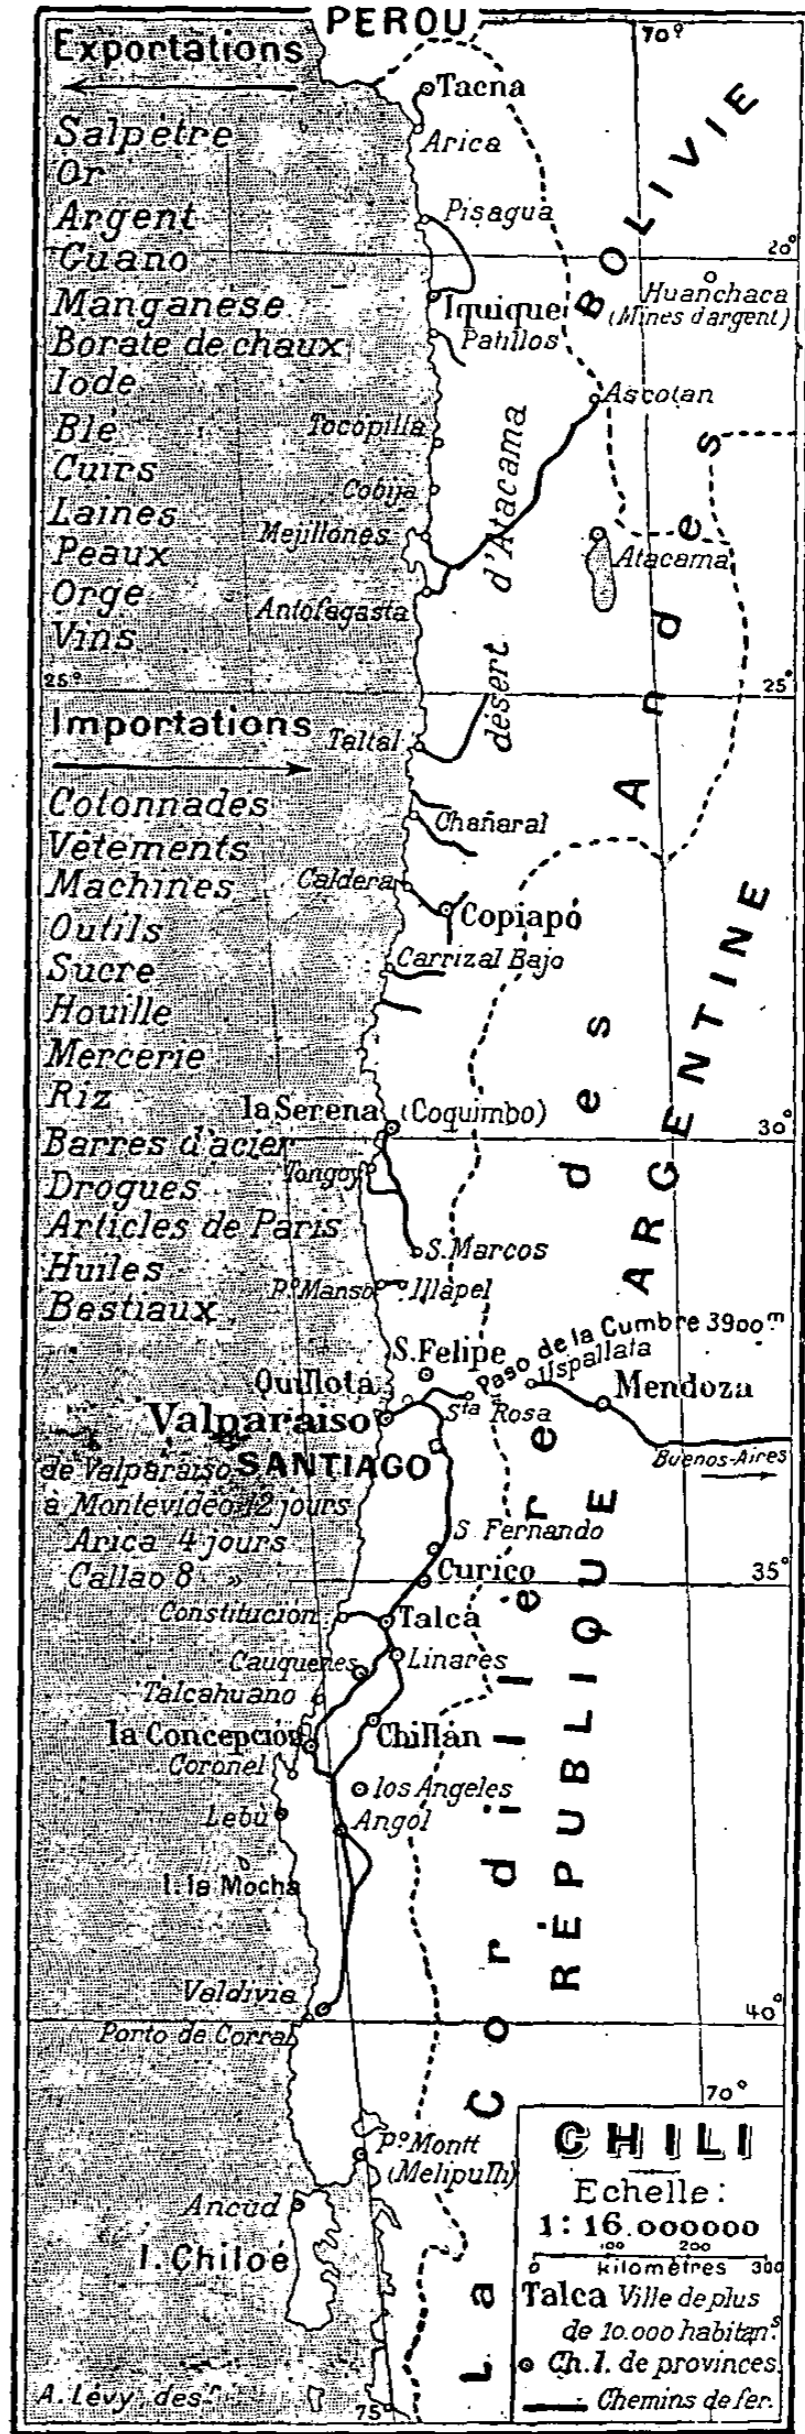 PEROU
70°
Exportations
Salpêtre
Or
Argent
Guano
Manganèse
Borate de chaux
Iode
Blé
Cuirs
Laines
Peaux
Orge
Vins
25°
Importations
Cotonnades
Vêtements
Machines
Outils
Sucre
Houille
Mercerie
Riz
Barres d'acier
Drogues
Articles de Paris
Huiles
Bestiaux
de Valparaiso
à Montevideo 12 jours
Arica 4 jours
Callao 8 »
Tacna
Arica
BOLIVIE
Pisagua
20°
Huanchaca
(Mines d'argent)
Iquique
Patillos
Ascotan
Tocopilla
Cobija
Mejillones
Atacama
Antofagasta
désert d'Atacama
25°
Taltal
Chañaral
Caldera
Copiapó
Carrizal Bajo
la Serena (Coquimbo)
30°
Tongoy
S. Marcos
Pº Manso
Illapel
Paso de la Cumbre 3900m
S. Felipe
Uspallata
Quillota
Sta Rosa
Mendoza
Valparaiso
SANTIAGO
Buenos-Aires
S Fernando
Curico
35°
Constitucion
Talca
Cauquenes
Linares
Talcahuano
la Concepción
Chillán
Coronel
los Angeles
Lebu
Angol
I. la Mocha
Valdivia
Porto de Corral
40°
70°
Pº Montt
(Melipulli)
Ancud
I. Chiloé
La Cordillère des Andes
RÉPUBLIQUE ARGENTINE
CHILI
Echelle:
1:16.000000
0 100 200 300
kilomètres
Talca Ville de plus
de 10.000 habitans
Ch.l. de provinces
Chemins de fer.
A. Lévy, desr.
75°